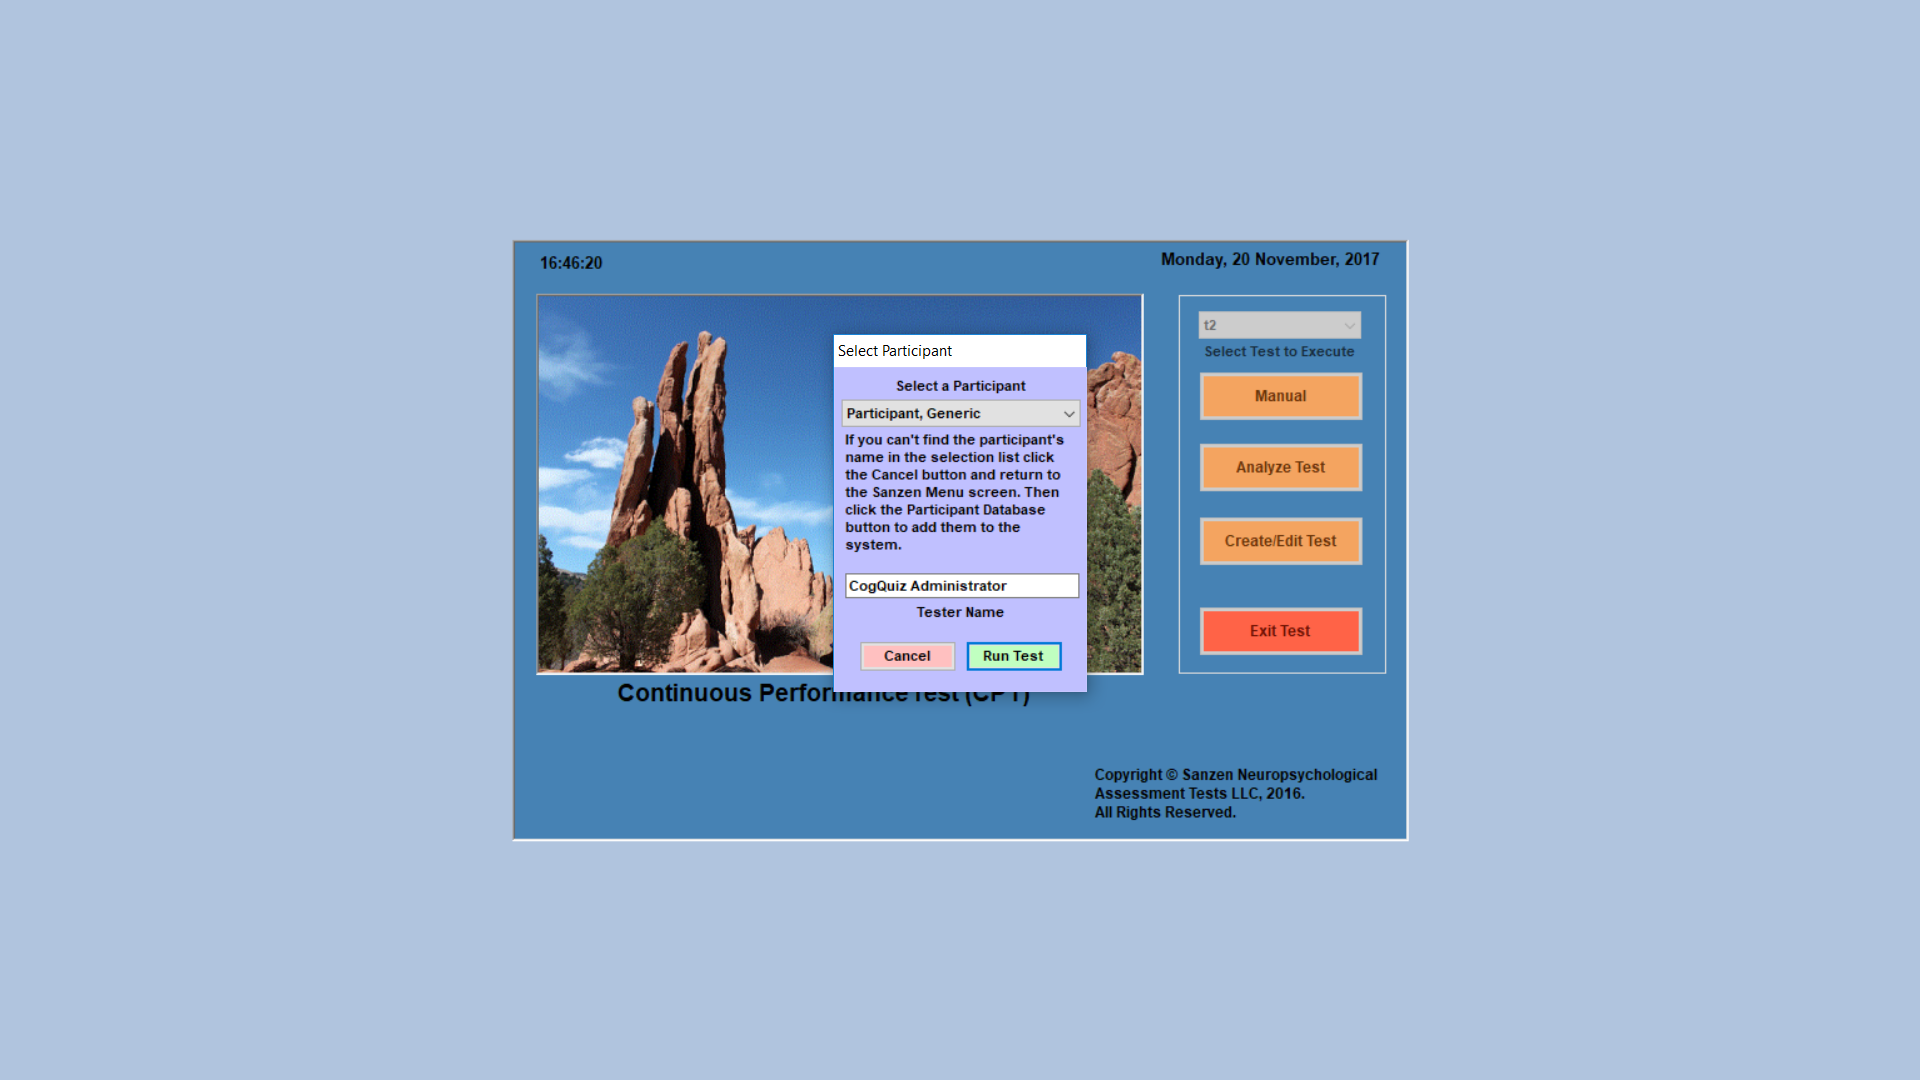 16:46:20
Monday, 20 November, 2017
Select Participant
Select a Participant
Participant, Generic
If you can't find the participant's
name in the selection list click
the Cancel button and return to
the Sanzen Menu screen. Then
click the Participant Database
button to add them to the
system.
CogQuiz Administrator
Tester Name
Cancel
Run Test
t2
Select Test to Execute
Manual
Analyze Test
Create/Edit Test
Exit Test
Continuous Performance Test (CPT)
Copyright © Sanzen Neuropsychological
Assessment Tests LLC, 2016.
All Rights Reserved.